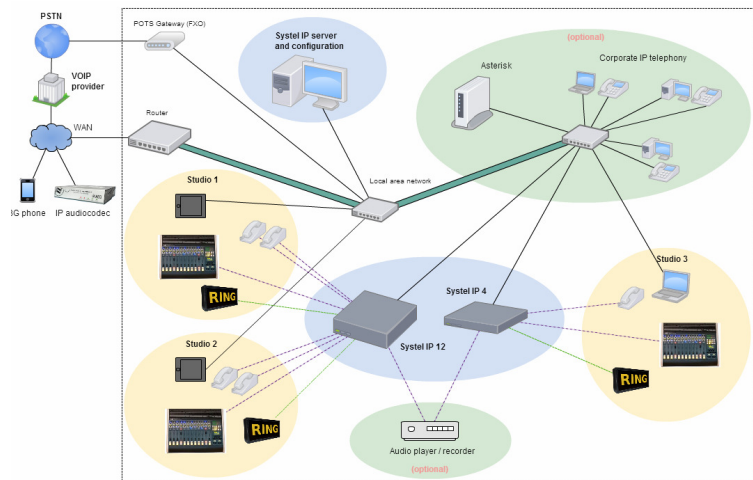 PSTN
POTS Gateway (FXO)
Systel IP server
and configuration
(optional)
Corporate IP telephony
Asterisk
VOIP
provider
Router
WAN
Studio 1
Local area network
3G phone
IP audiocodec
RING
Systel IP 4
Studio 3
Systel IP 12
Studio 2
RING
RING
Audio player / recorder
(optional)